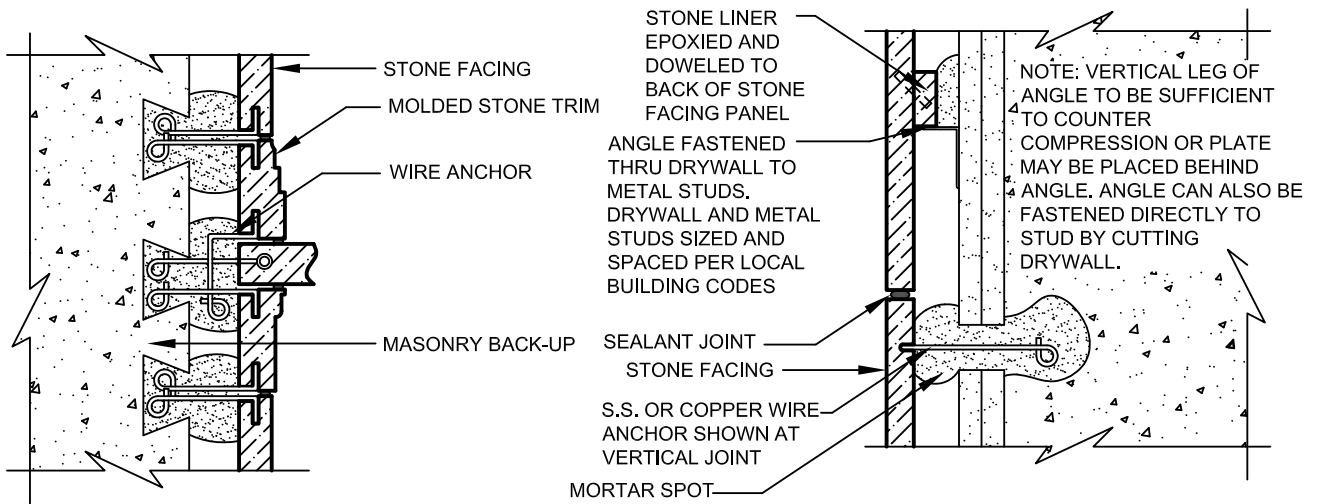 STONE FACING
MOLDED STONE TRIM
WIRE ANCHOR
MASONRY BACK-UP
STONE LINER
EPOXIED AND
DOWELED TO
BACK OF STONE
FACING PANEL
ANGLE FASTENED
THRU DRYWALL TO
METAL STUDS.
DRYWALL AND METAL
STUDS SIZED AND
SPACED PER LOCAL
BUILDING CODES
SEALANT JOINT
STONE FACING
S.S. OR COPPER WIRE
ANCHOR SHOWN AT
VERTICAL JOINT
MORTAR SPOT
NOTE: VERTICAL LEG OF
ANGLE TO BE SUFFICIENT
TO COUNTER
COMPRESSION OR PLATE
MAY BE PLACED BEHIND
ANGLE. ANGLE CAN ALSO BE
FASTENED DIRECTLY TO
STUD BY CUTTING
DRYWALL.